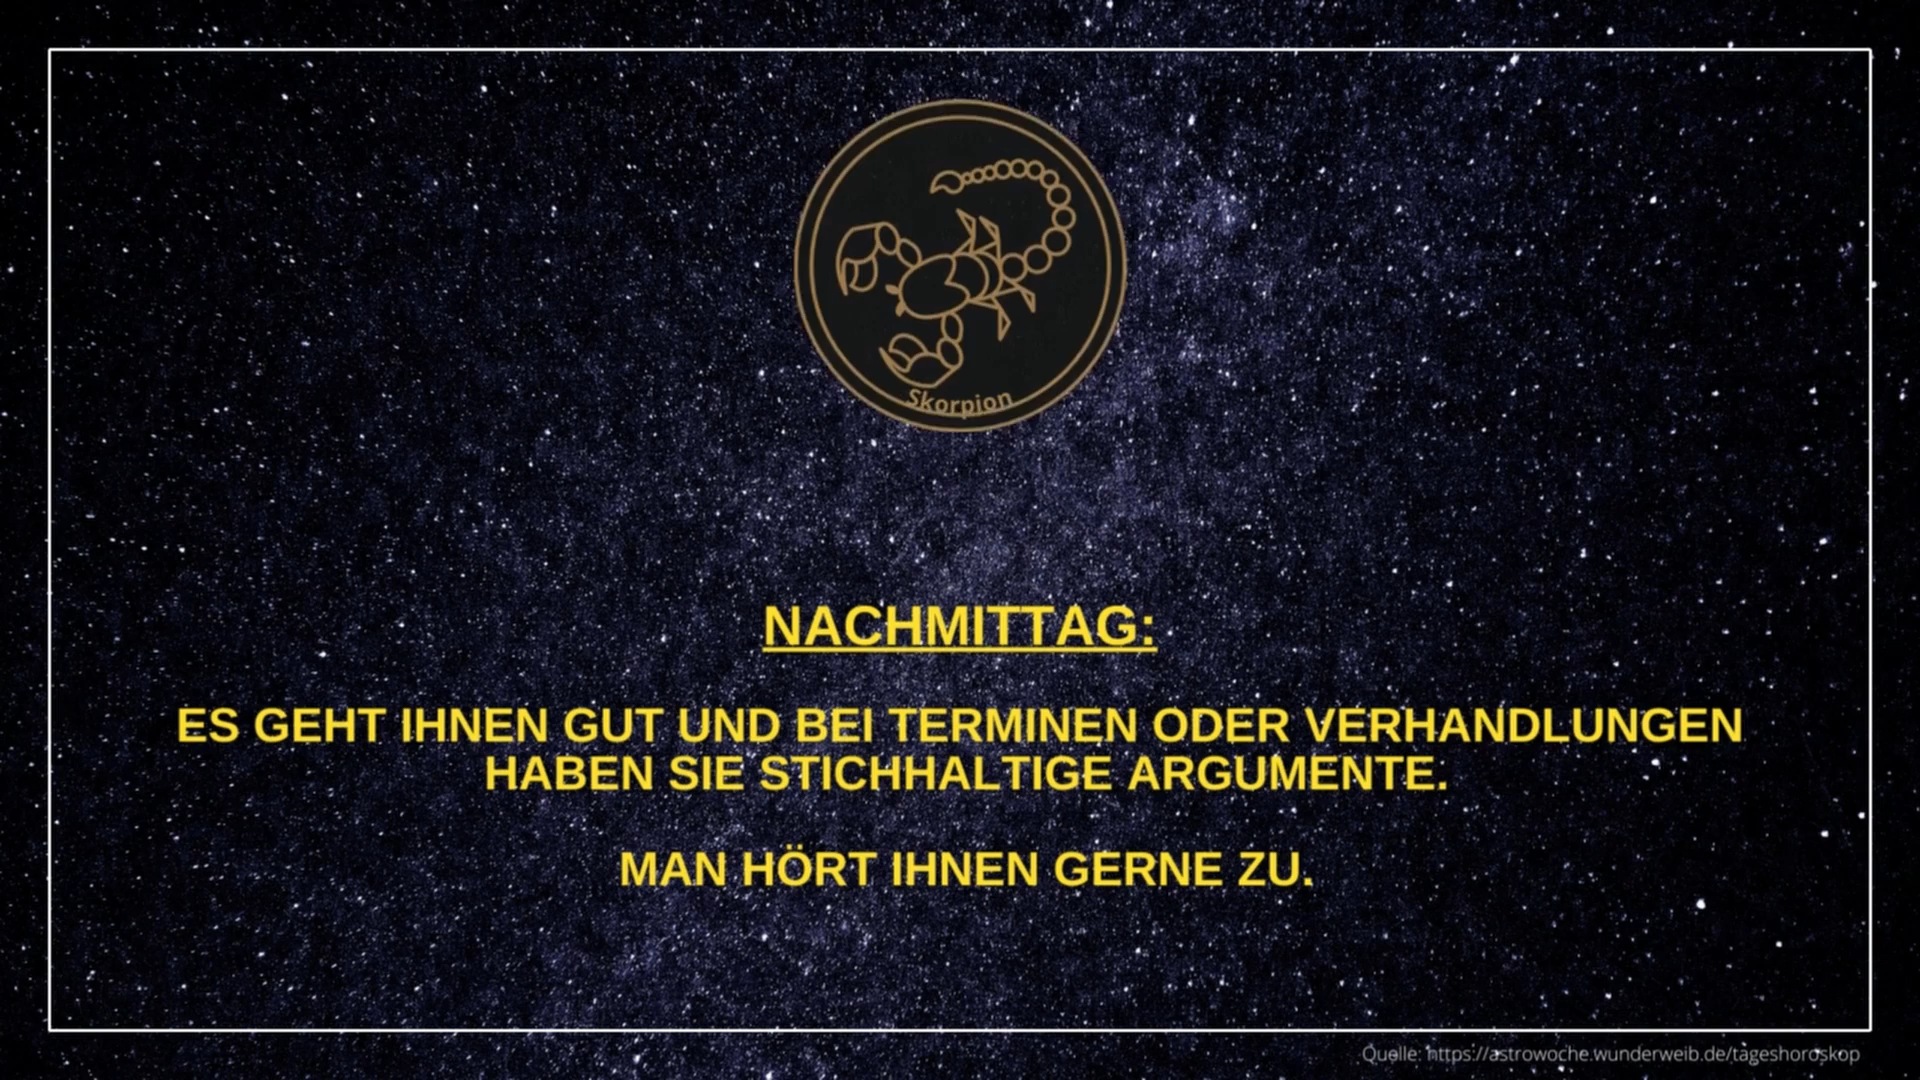 Skorpion
NACHMITTAG:
ES GEHT IHNEN GUT UND BEI TERMINEN ODER VERHANDLUNGEN
HABEN SIE STICHHALTIGE ARGUMENTE.
MAN HÖRT IHNEN GERNE ZU.
Quelle: https://astrowoche.wunderweib.de/tageshoroskop